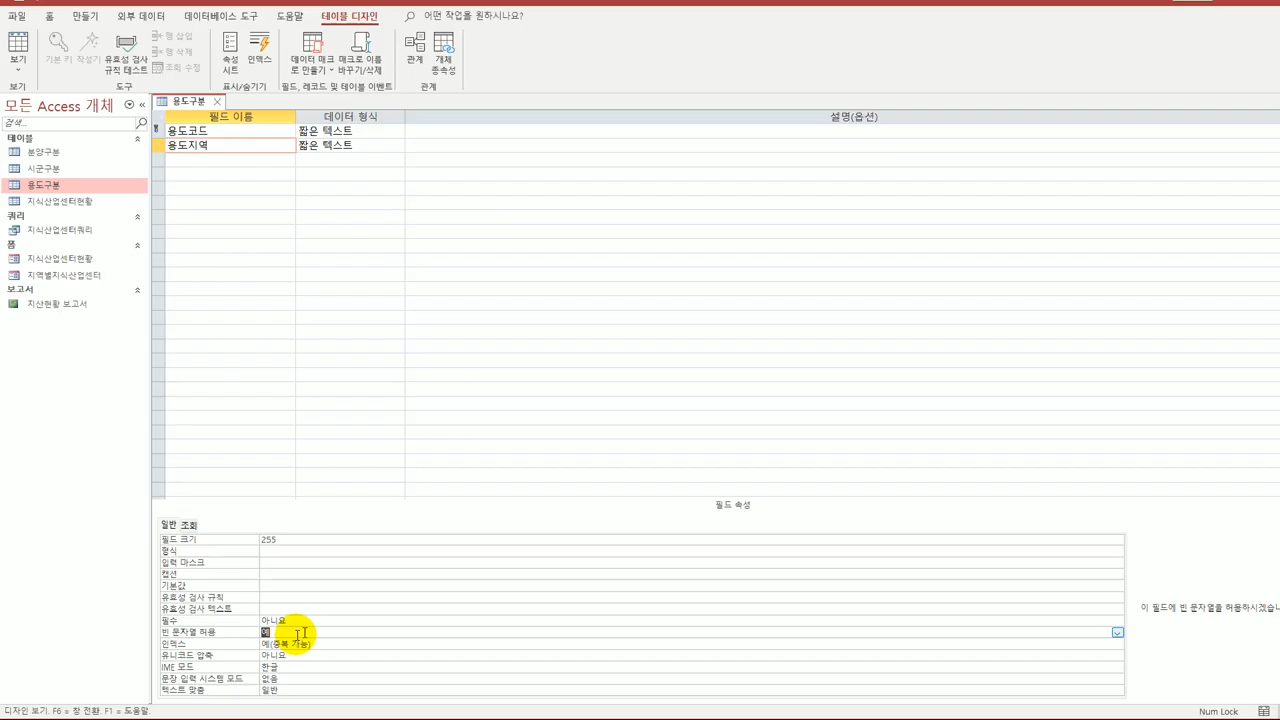 파일 홈 만들기 외부 데이터 데이터베이스 도구 도움말 테이블 디자인 어떤 작업을 원하시나요?
보기 기본 키 작성기 유효성 검사 규칙 테스트 행 삽입 행 삭제 조회 수정 속성 시트 인덱스 데이터 매크로 만들기 매크로 이름 바꾸기/삭제 관계 개체 종속성
보기 도구 표시/숨기기 필드, 레코드 및 테이블 이벤트 관계
모든 Access 개체
검색...
테이블
분양구분
시군구분
용도구분
지식산업센터현황
쿼리
지식산업센터쿼리
폼
지식산업센터현황
지역별지식산업센터
보고서
지산현황 보고서
용도구분
필드 이름 데이터 형식 설명(옵션)
용도코드 짧은 텍스트
용도지역 짧은 텍스트
필드 속성
일반 조회
필드 크기 255
형식
입력 마스크
캡션
기본값
유효성 검사 규칙
유효성 검사 텍스트
필수 아니요
빈 문자열 허용 예
인덱스 예(중복 가능)
유니코드 압축 아니요
IME 모드 한글
문장 입력 시스템 모드 없음
텍스트 맞춤 일반
이 필드에 빈 문자열을 허용하시겠습니
디자인 보기. F6 = 창 전환. F1 = 도움말. Num Lock